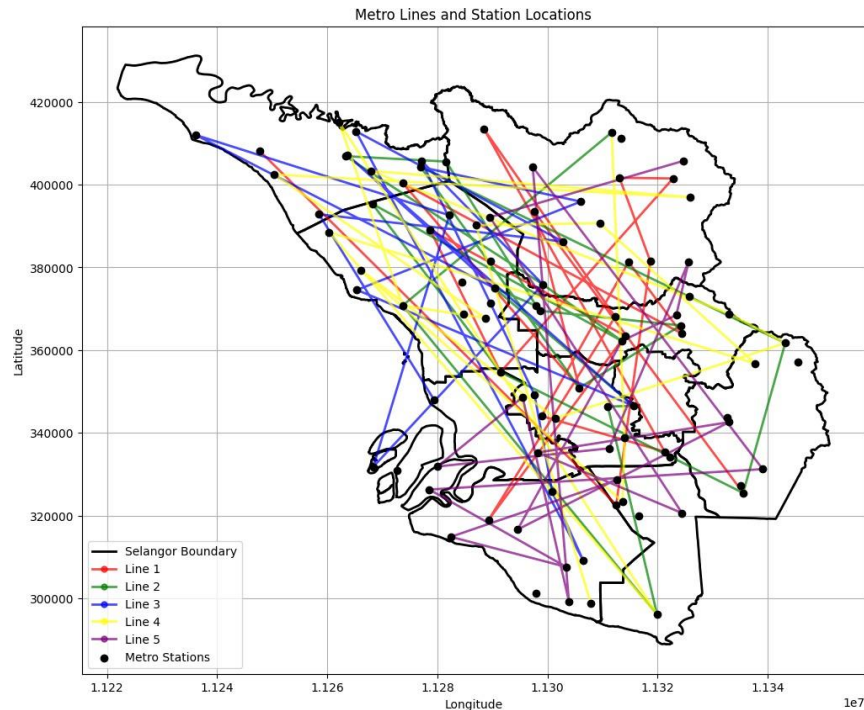 Metro Lines and Station Locations
Latitude
420000
400000
380000
360000
340000
320000
300000
Selangor Boundary
Line 1
Line 2
Line 3
Line 4
Line 5
Metro Stations
1.122
1.124
1.126
1.128
1.130
1.132
1.134
1e7
Longitude